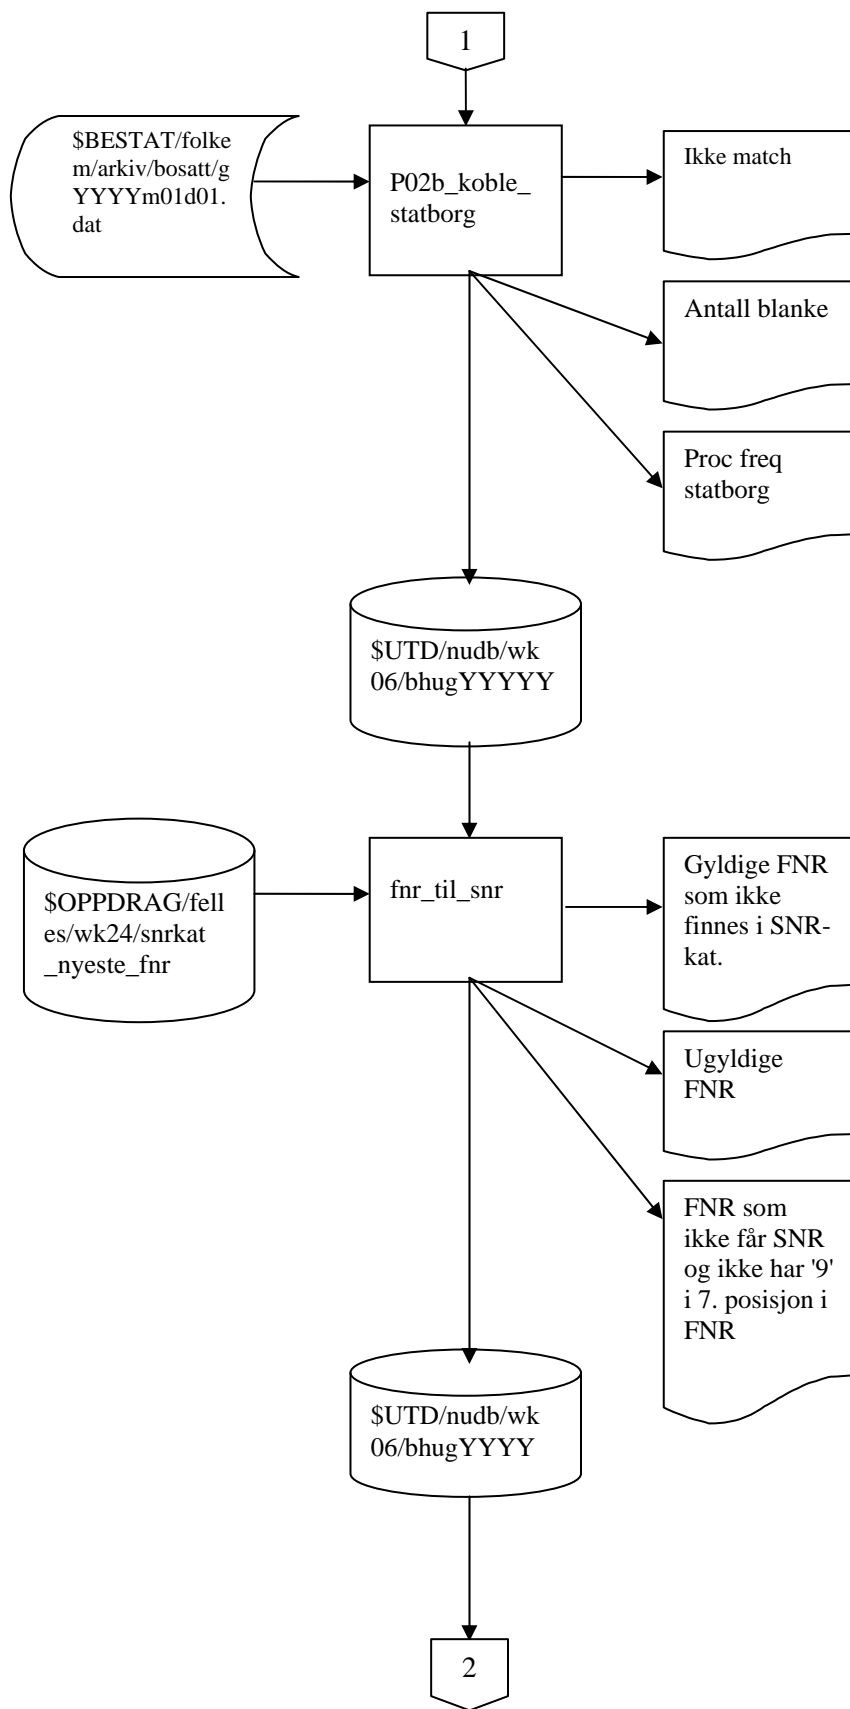 1
$BESTAT/folke
m/arkiv/bosatt/g
YYYYm01d01.
dat
P02b_koble_
statborg
Ikke match
Antall blanke
Proc freq
statborg
$UTD/nudb/wk
06/bhugYYYYY
$OPPDRAG/fell
es/wk24/snrkat
_nyeste_fnr
fnr_til_snr
Gyldige FNR
som ikke
finnes i SNR-
kat.
Ugyldige
FNR
FNR som
ikke får SNR
og ikke har '9'
i 7. posisjon i
FNR
$UTD/nudb/wk
06/bhugYYYY
2